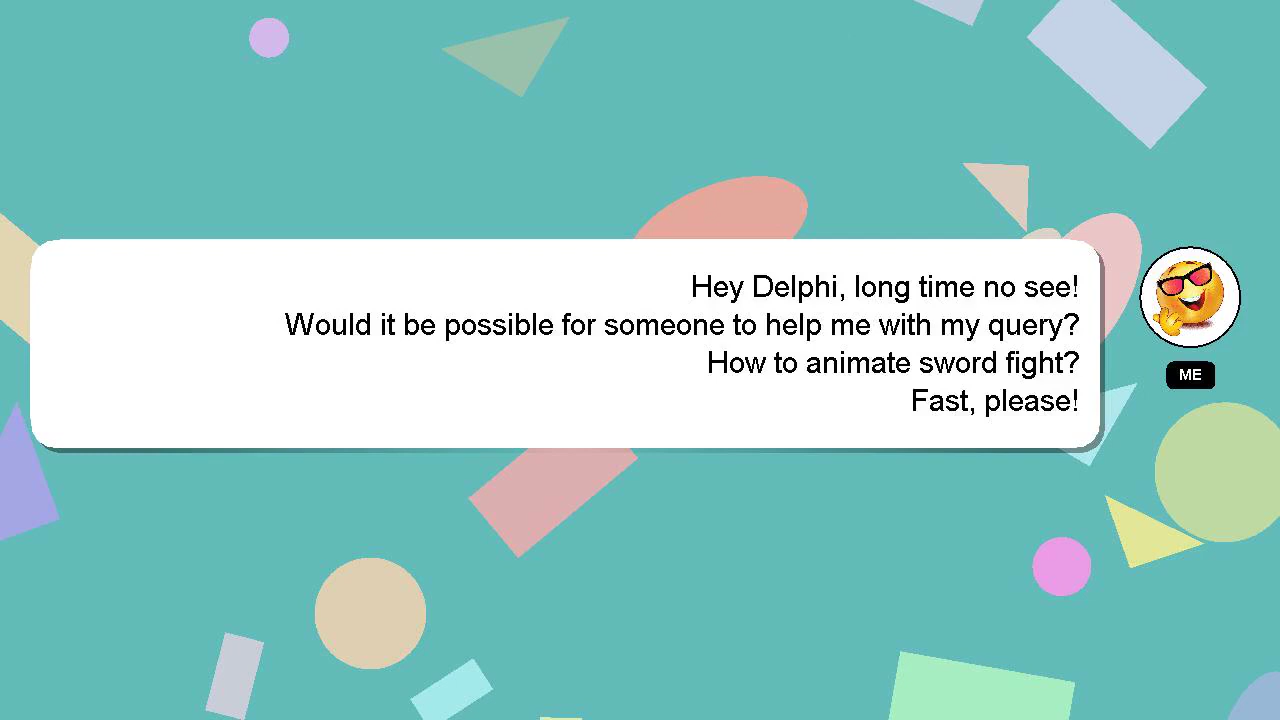 Hey Delphi, long time no see!
Would it be possible for someone to help me with my query?
How to animate sword fight?
Fast, please!
ME